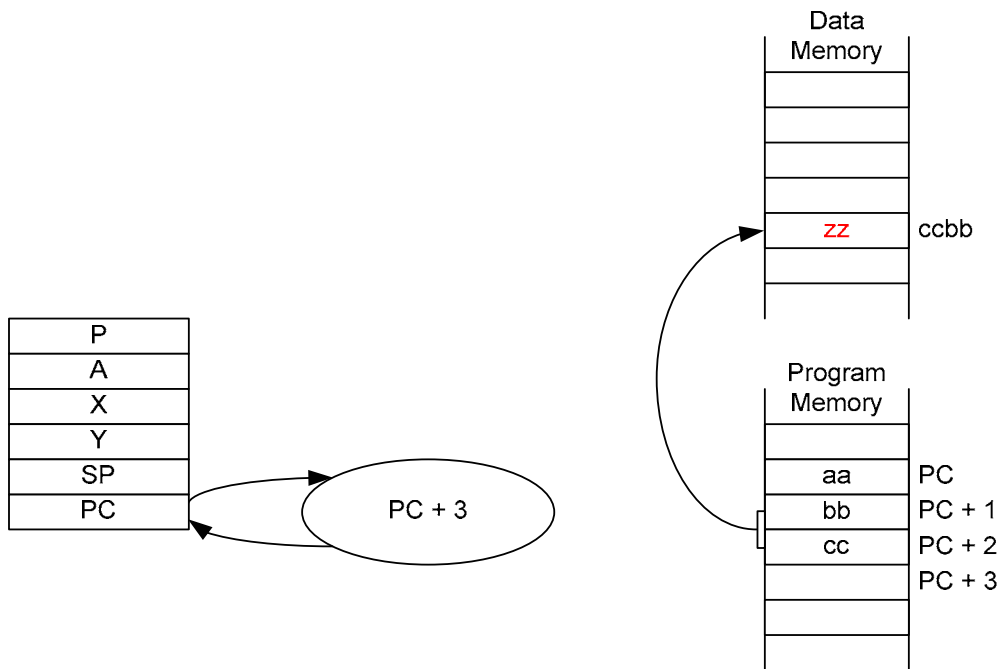 Data
Memory
zz
ccbb
P
A
X
Y
SP
PC
PC + 3
Program
Memory
aa
PC
bb
PC + 1
cc
PC + 2
PC + 3